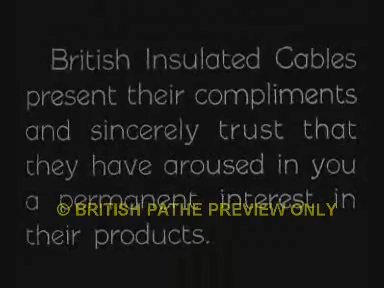 British Insulated Cables
present their compliments
and sincerely trust that
they have aroused in you
a permanent interest in
© BRITISH PATHE PREVIEW ONLY
their products.